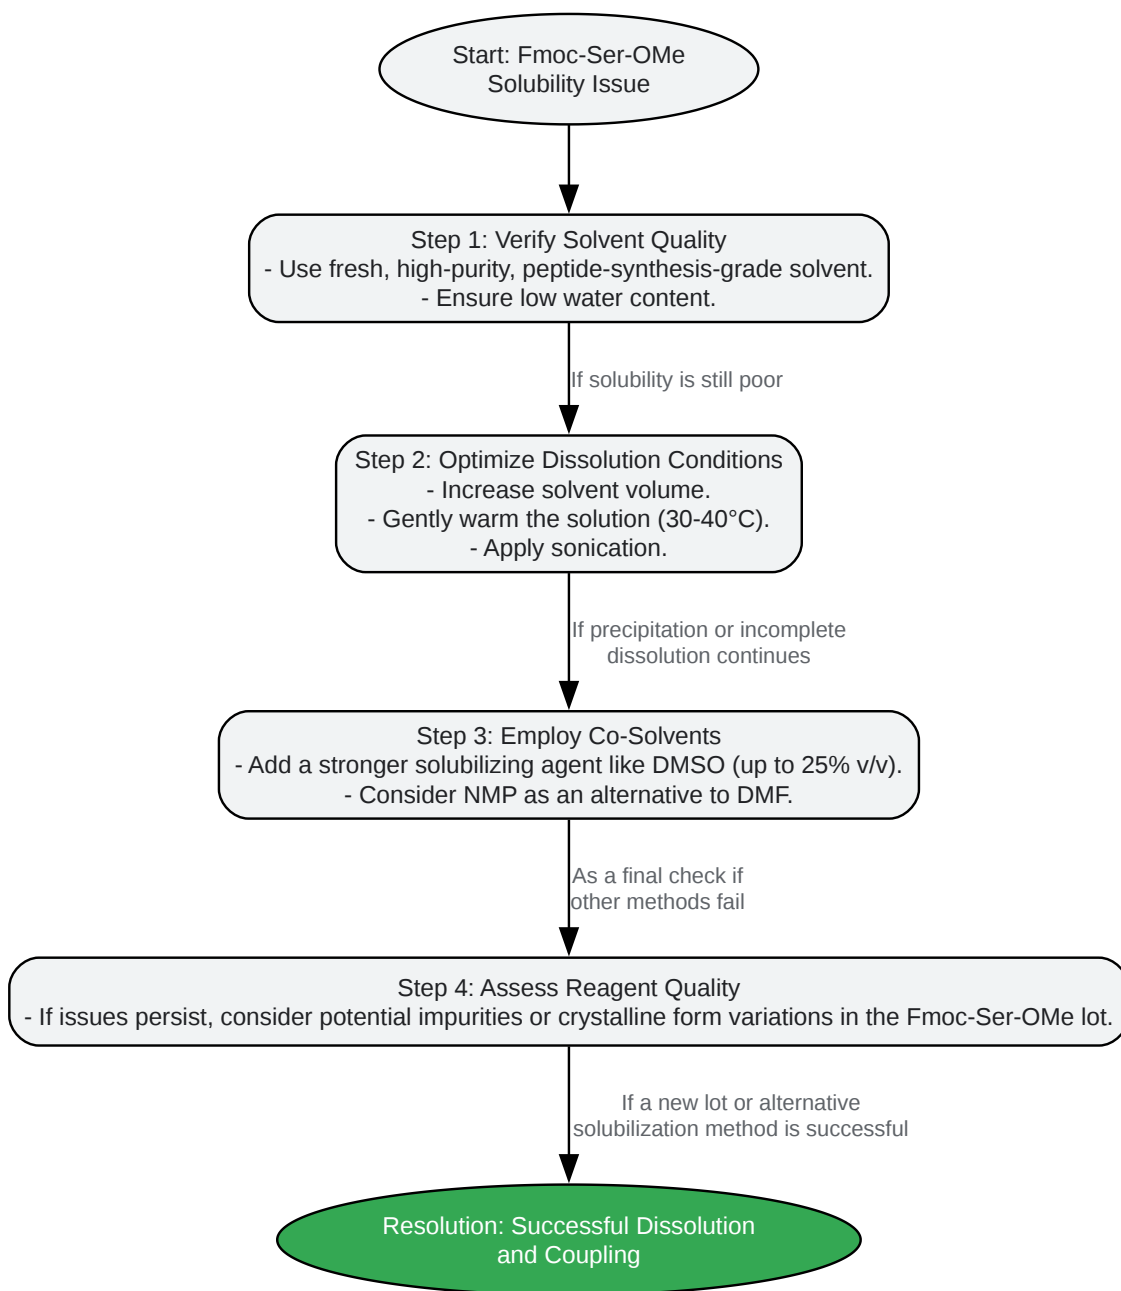 Start: Fmoc-Ser-OMe
Solubility Issue
Step 1: Verify Solvent Quality
- Use fresh, high-purity, peptide-synthesis-grade solvent.
- Ensure low water content.
If solubility is still poor
Step 2: Optimize Dissolution Conditions
- Increase solvent volume.
- Gently warm the solution (30-40°C).
- Apply sonication.
If precipitation or incomplete
dissolution continues
Step 3: Employ Co-Solvents
- Add a stronger solubilizing agent like DMSO (up to 25% v/v).
- Consider NMP as an alternative to DMF.
As a final check if
other methods fail
Step 4: Assess Reagent Quality
- If issues persist, consider potential impurities or crystalline form variations in the Fmoc-Ser-OMe lot.
If a new lot or alternative
solubilization method is successful
Resolution: Successful Dissolution
and Coupling